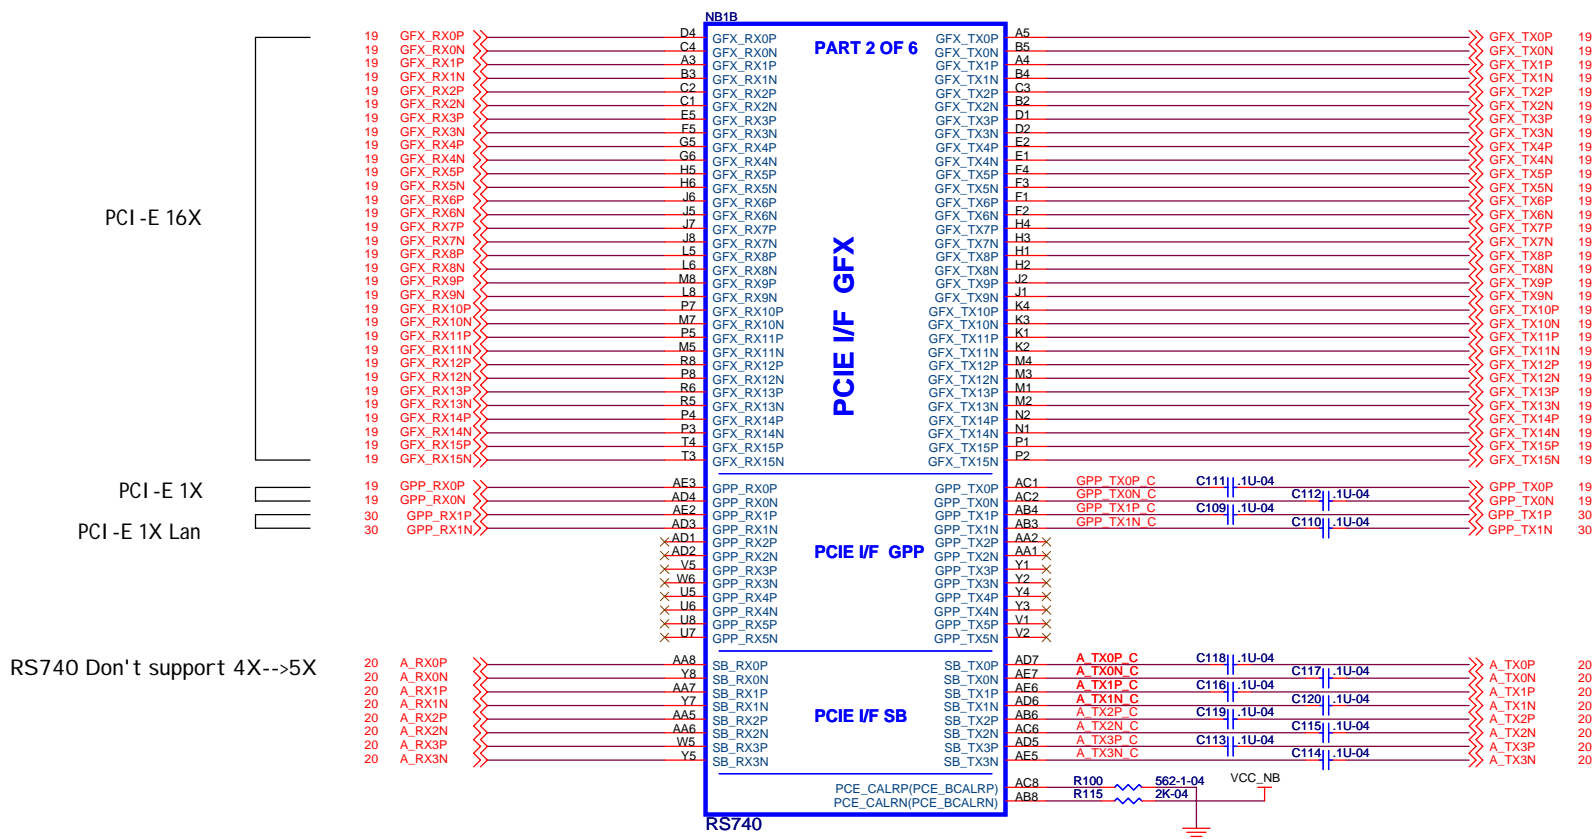 NB1B
PART 2 OF 6
19 GFX_RX0P D4 GFX_RX0P GFX_TX0P A5 GFX_TX0P 19
19 GFX_RX0N C4 GFX_RX0N GFX_TX0N B5 GFX_TX0N 19
19 GFX_RX1P A3 GFX_RX1P GFX_TX1P A4 GFX_TX1P 19
19 GFX_RX1N B3 GFX_RX1N GFX_TX1N B4 GFX_TX1N 19
19 GFX_RX2P C2 GFX_RX2P GFX_TX2P C3 GFX_TX2P 19
19 GFX_RX2N C1 GFX_RX2N GFX_TX2N B2 GFX_TX2N 19
19 GFX_RX3P E5 GFX_RX3P GFX_TX3P D1 GFX_TX3P 19
19 GFX_RX3N F5 GFX_RX3N GFX_TX3N D2 GFX_TX3N 19
19 GFX_RX4P G5 GFX_RX4P GFX_TX4P E2 GFX_TX4P 19
19 GFX_RX4N G6 GFX_RX4N GFX_TX4N E1 GFX_TX4N 19
19 GFX_RX5P H5 GFX_RX5P GFX_TX5P F4 GFX_TX5P 19
19 GFX_RX5N H6 GFX_RX5N GFX_TX5N F3 GFX_TX5N 19
19 GFX_RX6P J6 GFX_RX6P GFX_TX6P F1 GFX_TX6P 19
19 GFX_RX6N J5 GFX_RX6N GFX_TX6N F2 GFX_TX6N 19
PCI-E 16X
19 GFX_RX7P J7 GFX_RX7P GFX_TX7P H4 GFX_TX7P 19
19 GFX_RX7N J8 GFX_RX7N GFX_TX7N H3 GFX_TX7N 19
19 GFX_RX8P L5 GFX_RX8P GFX_TX8P H1 GFX_TX8P 19
19 GFX_RX8N L6 GFX_RX8N GFX_TX8N H2 GFX_TX8N 19
19 GFX_RX9P M8 GFX_RX9P GFX_TX9P J2 GFX_TX9P 19
19 GFX_RX9N L8 GFX_RX9N GFX_TX9N J1 GFX_TX9N 19
19 GFX_RX10P P7 GFX_RX10P GFX_TX10P K4 GFX_TX10P 19
19 GFX_RX10N M7 GFX_RX10N GFX_TX10N K3 GFX_TX10N 19
PCIE I/F GFX
19 GFX_RX11P P5 GFX_RX11P GFX_TX11P K1 GFX_TX11P 19
19 GFX_RX11N M5 GFX_RX11N GFX_TX11N K2 GFX_TX11N 19
19 GFX_RX12P R8 GFX_RX12P GFX_TX12P M4 GFX_TX12P 19
19 GFX_RX12N P8 GFX_RX12N GFX_TX12N M3 GFX_TX12N 19
19 GFX_RX13P R6 GFX_RX13P GFX_TX13P M1 GFX_TX13P 19
19 GFX_RX13N R5 GFX_RX13N GFX_TX13N M2 GFX_TX13N 19
19 GFX_RX14P P4 GFX_RX14P GFX_TX14P N2 GFX_TX14P 19
19 GFX_RX14N P3 GFX_RX14N GFX_TX14N N1 GFX_TX14N 19
19 GFX_RX15P T4 GFX_RX15P GFX_TX15P P1 GFX_TX15P 19
19 GFX_RX15N T3 GFX_RX15N GFX_TX15N P2 GFX_TX15N 19
PCI-E 1X
19 GPP_RX0P AE3 GPP_RX0P GPP_TX0P AC1 GPP_TX0P_C C111 .1U-04 GPP_TX0P 19
19 GPP_RX0N AD4 GPP_RX0N GPP_TX0N AC2 GPP_TX0N_C C112 .1U-04 GPP_TX0N 19
30 GPP_RX1P AE2 GPP_RX1P GPP_TX1P AB4 GPP_TX1P_C C109 .1U-04 GPP_TX1P 30
30 GPP_RX1N AD3 GPP_RX1N GPP_TX1N AB3 GPP_TX1N_C C110 .1U-04 GPP_TX1N 30
PCI-E 1X Lan
AD1 GPP_RX2P GPP_TX2P AA2
AD2 GPP_RX2N GPP_TX2N AA1
PCIE I/F GPP
V5 GPP_RX3P GPP_TX3P Y1
W6 GPP_RX3N GPP_TX3N Y2
U5 GPP_RX4P GPP_TX4P Y4
U6 GPP_RX4N GPP_TX4N Y3
U8 GPP_RX5P GPP_TX5P V1
U7 GPP_RX5N GPP_TX5N V2
RS740 Don't support 4X-->5X
20 A_RX0P AA8 SB_RX0P SB_TX0P AD7 A_TX0P_C C118 .1U-04 A_TX0P 20
20 A_RX0N Y8 SB_RX0N SB_TX0N AE7 A_TX0N_C C117 .1U-04 A_TX0N 20
20 A_RX1P AA7 SB_RX1P SB_TX1P AE6 A_TX1P_C C116 .1U-04 A_TX1P 20
20 A_RX1N Y7 SB_RX1N SB_TX1N AD6 A_TX1N_C C120 .1U-04 A_TX1N 20
PCIE I/F SB
20 A_RX2P AA5 SB_RX2P SB_TX2P AB6 A_TX2P_C C119 .1U-04 A_TX2P 20
20 A_RX2N AA6 SB_RX2N SB_TX2N AC6 A_TX2N_C C115 .1U-04 A_TX2N 20
20 A_RX3P W5 SB_RX3P SB_TX3P AD5 A_TX3P_C C113 .1U-04 A_TX3P 20
20 A_RX3N Y5 SB_RX3N SB_TX3N AE5 A_TX3N_C C114 .1U-04 A_TX3N 20
PCE_CALRP(PCE_BCALRP) AC8 R100 562-1-04 VCC_NB
PCE_CALRN(PCE_BCALRN) AB8 R115 2K-04
RS740